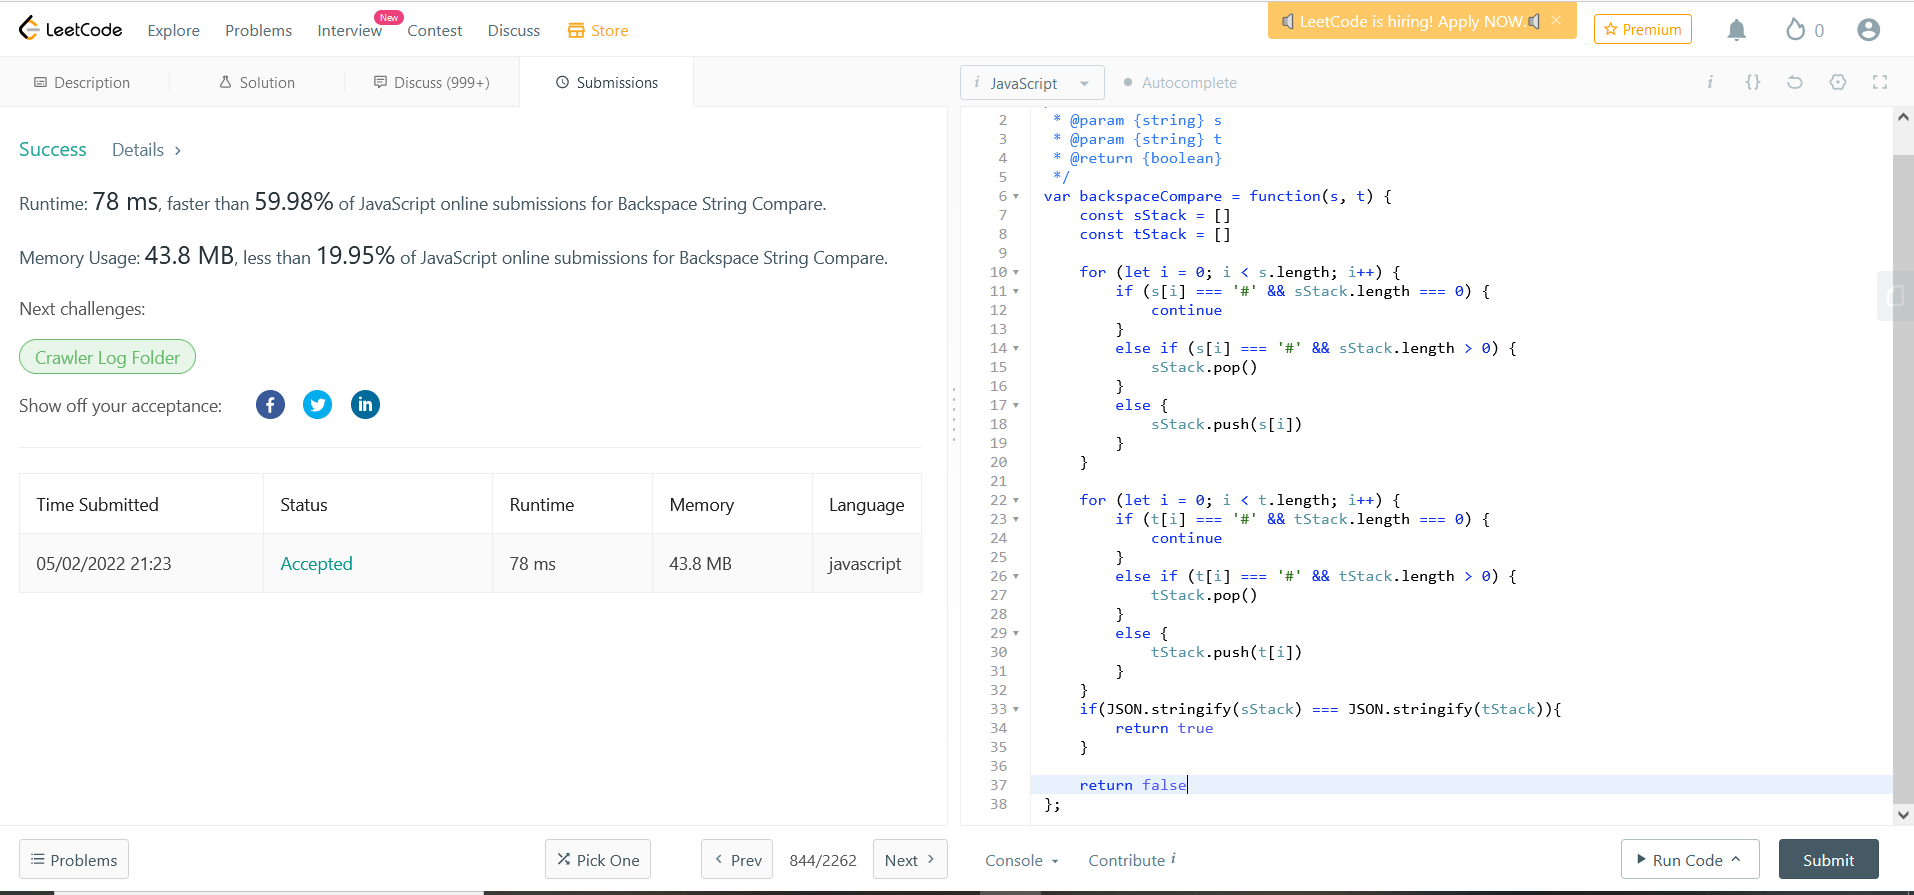 LeetCode Explore Problems Interview New Contest Discuss Store LeetCode is hiring! Apply NOW. × Premium 0
Description Solution Discuss (999+) Submissions
i JavaScript Autocomplete i {}
Success Details >
Runtime: 78 ms, faster than 59.98% of JavaScript online submissions for Backspace String Compare.
Memory Usage: 43.8 MB, less than 19.95% of JavaScript online submissions for Backspace String Compare.
Next challenges:
Crawler Log Folder
Show off your acceptance:
Time Submitted Status Runtime Memory Language
05/02/2022 21:23 Accepted 78 ms 43.8 MB javascript
2 * @param {string} s
3 * @param {string} t
4 * @return {boolean}
5 */
6 var backspaceCompare = function(s, t) {
7 const sStack = []
8 const tStack = []
9
10 for (let i = 0; i < s.length; i++) {
11 if (s[i] === '#' && sStack.length === 0) {
12 continue
13 }
14 else if (s[i] === '#' && sStack.length > 0) {
15 sStack.pop()
16 }
17 else {
18 sStack.push(s[i])
19 }
20 }
21
22 for (let i = 0; i < t.length; i++) {
23 if (t[i] === '#' && tStack.length === 0) {
24 continue
25 }
26 else if (t[i] === '#' && tStack.length > 0) {
27 tStack.pop()
28 }
29 else {
30 tStack.push(t[i])
31 }
32 }
33 if(JSON.stringify(sStack) === JSON.stringify(tStack)){
34 return true
35 }
36
37 return false
38 };
Problems Pick One < Prev 844/2262 Next > Console Contribute i Run Code Submit